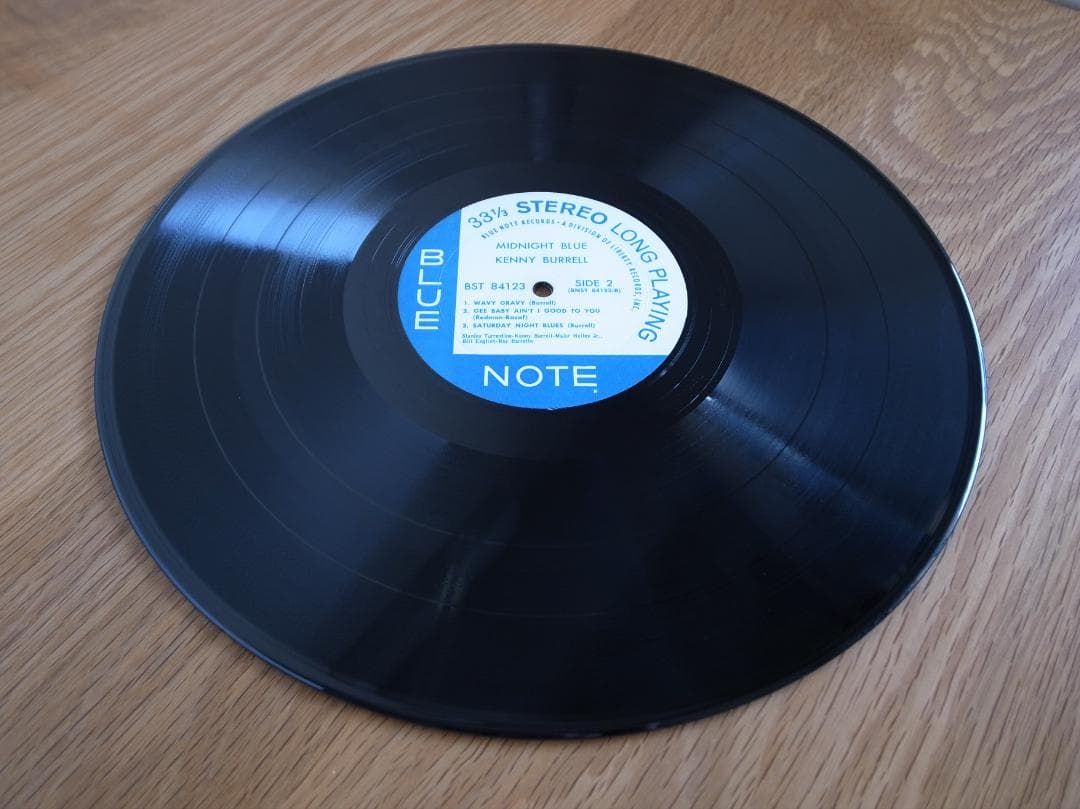 33⅓ STEREO LONG PLAYING
BLUE NOTE RECORDS • A DIVISION OF LIBERTY RECORDS, INC.
MIDNIGHT BLUE
KENNY BURRELL
BST 84123
SIDE 2
(BNST 84123-B)
1. WAVY GRAVY (Burrell)
2. GEE BABY AIN'T I GOOD TO YOU
(Redman-Razaf)
3. SATURDAY NIGHT BLUES (Burrell)
Stanley Turrentine-Kenny Burrell-Major Holley Jr.,
Bill English-Ray Barretto
BLUE
NOTE